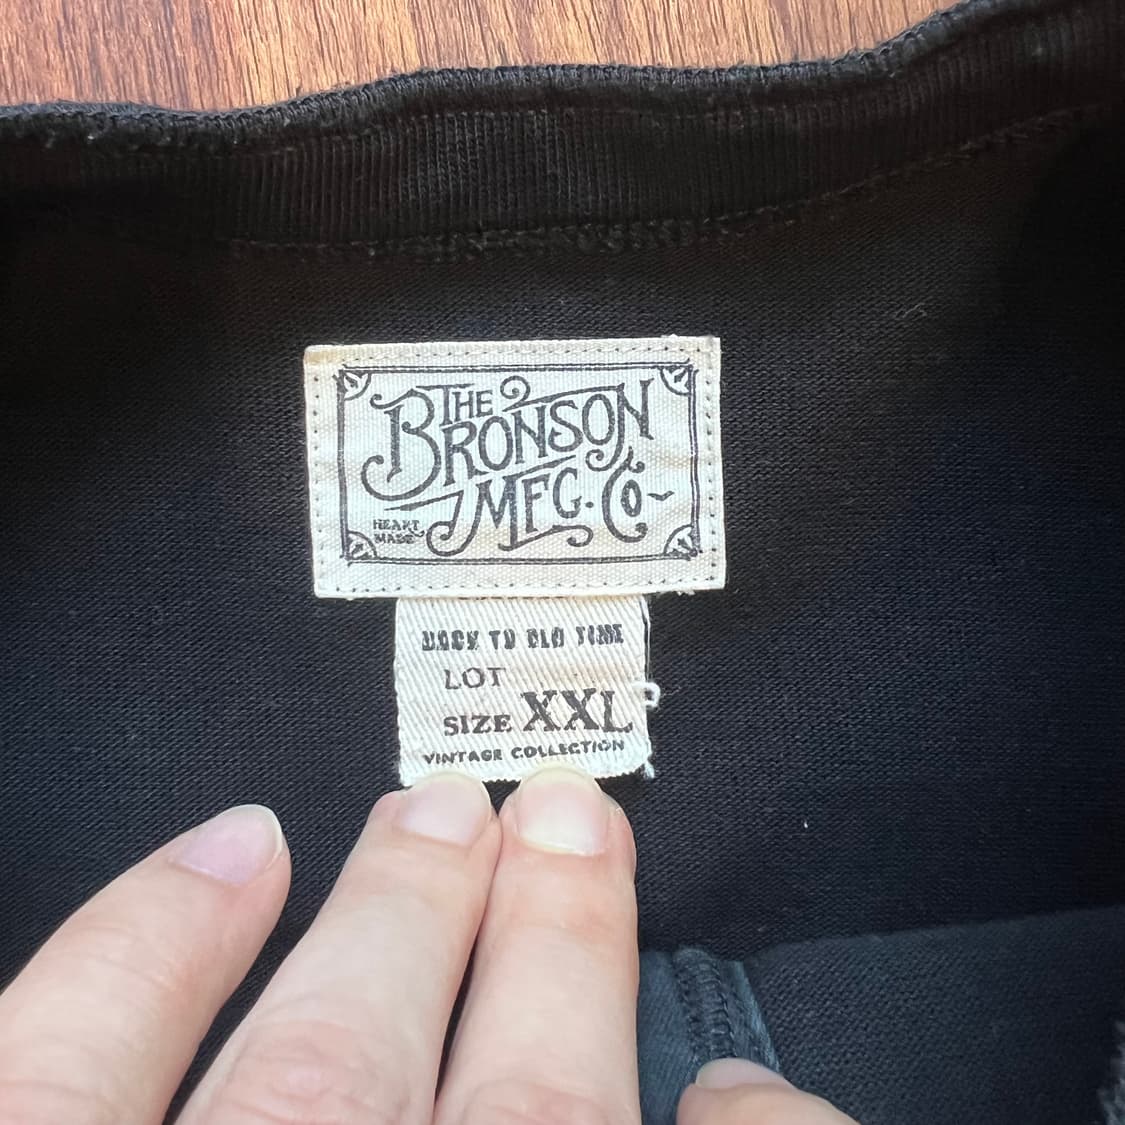 THE
BRONSON
MFG. Co
HEART
MADE
BACK TO OLD TIME
LOT
SIZE XXL
VINTAGE COLLECTION